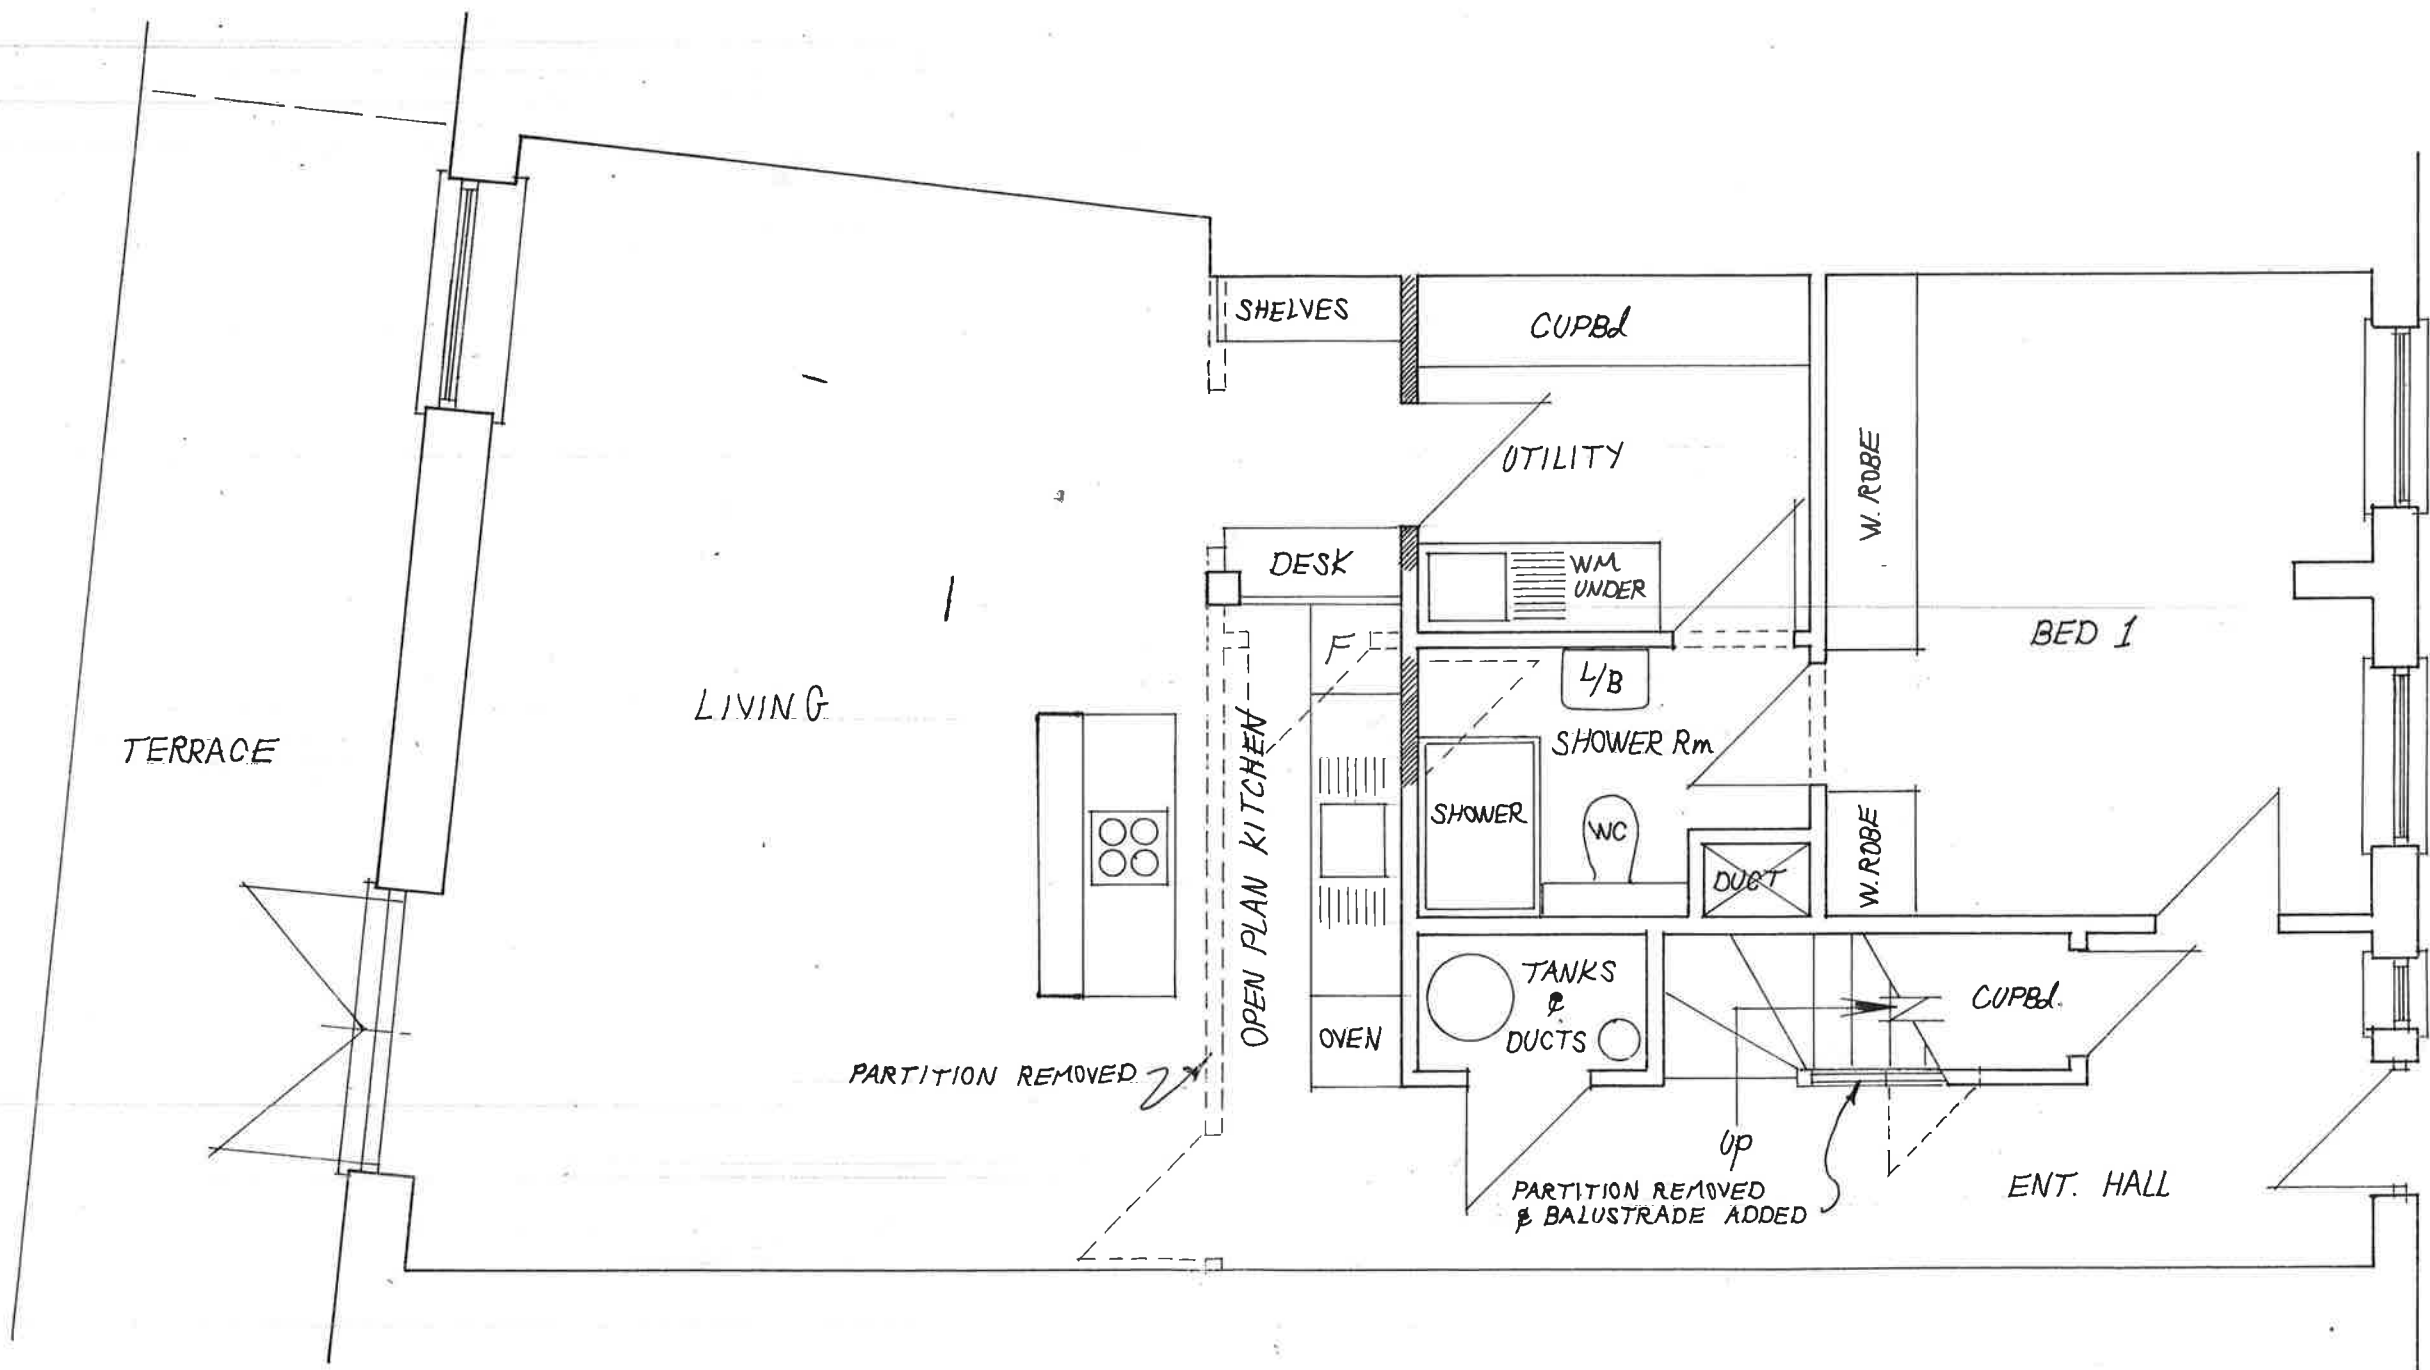 SHELVES
CUPBd
UTILITY
W. ROBE
DESK
WM
UNDER
BED 1
F
L/B
LIVING
TERRACE
SHOWER Rm
OPEN PLAN KITCHEN
SHOWER
WC
W. ROBE
DUCT
TANKS
&
DUCTS
CUPBd.
OVEN
PARTITION REMOVED
UP
ENT. HALL
PARTITION REMOVED
& BALUSTRADE ADDED